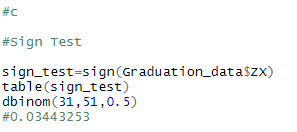 #c
#Sign Test
sign_test=sign(Graduation_data$ZX)
table(sign_test)
dbinom(31,51,0.5)
#0.03443253